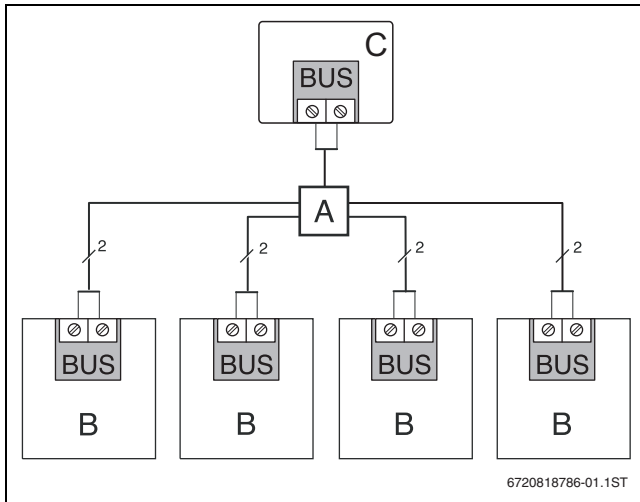 C
BUS
A
2 2 2 2
BUS BUS BUS BUS
B B B B
6720818786-01.1ST